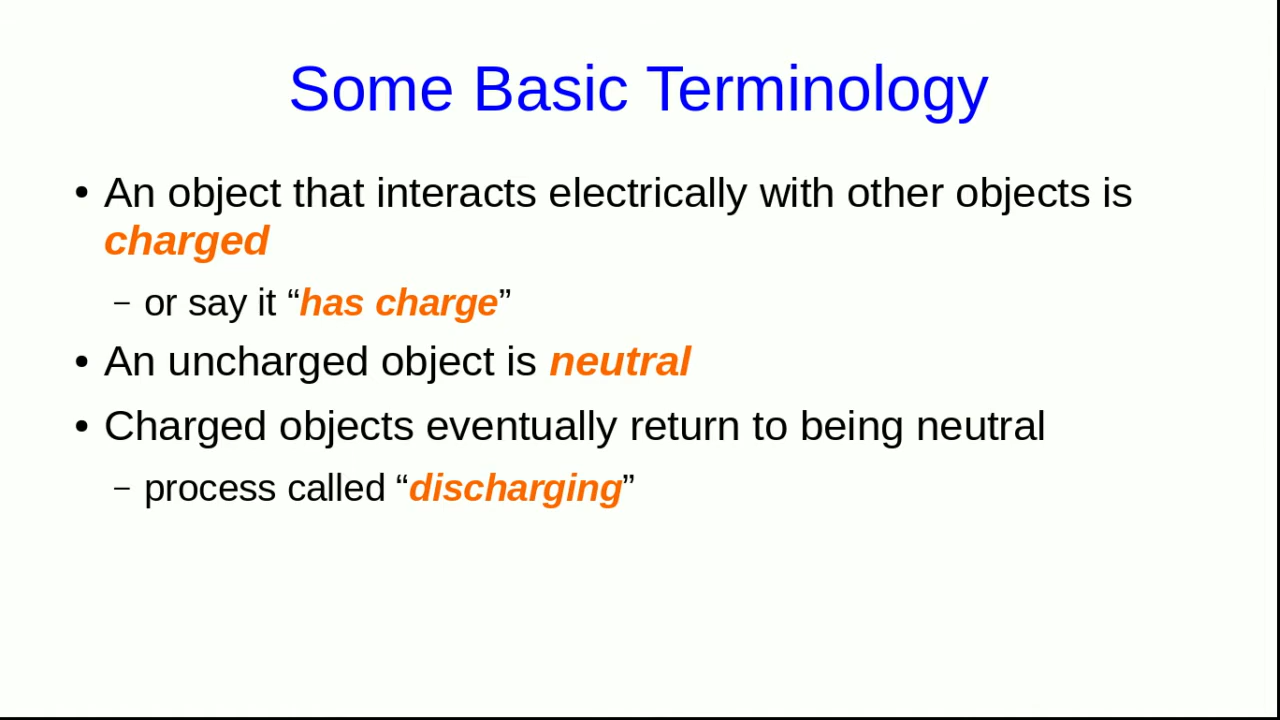 Some Basic Terminology
• An object that interacts electrically with other objects is
charged
– or say it “has charge”
• An uncharged object is neutral
• Charged objects eventually return to being neutral
– process called “discharging”